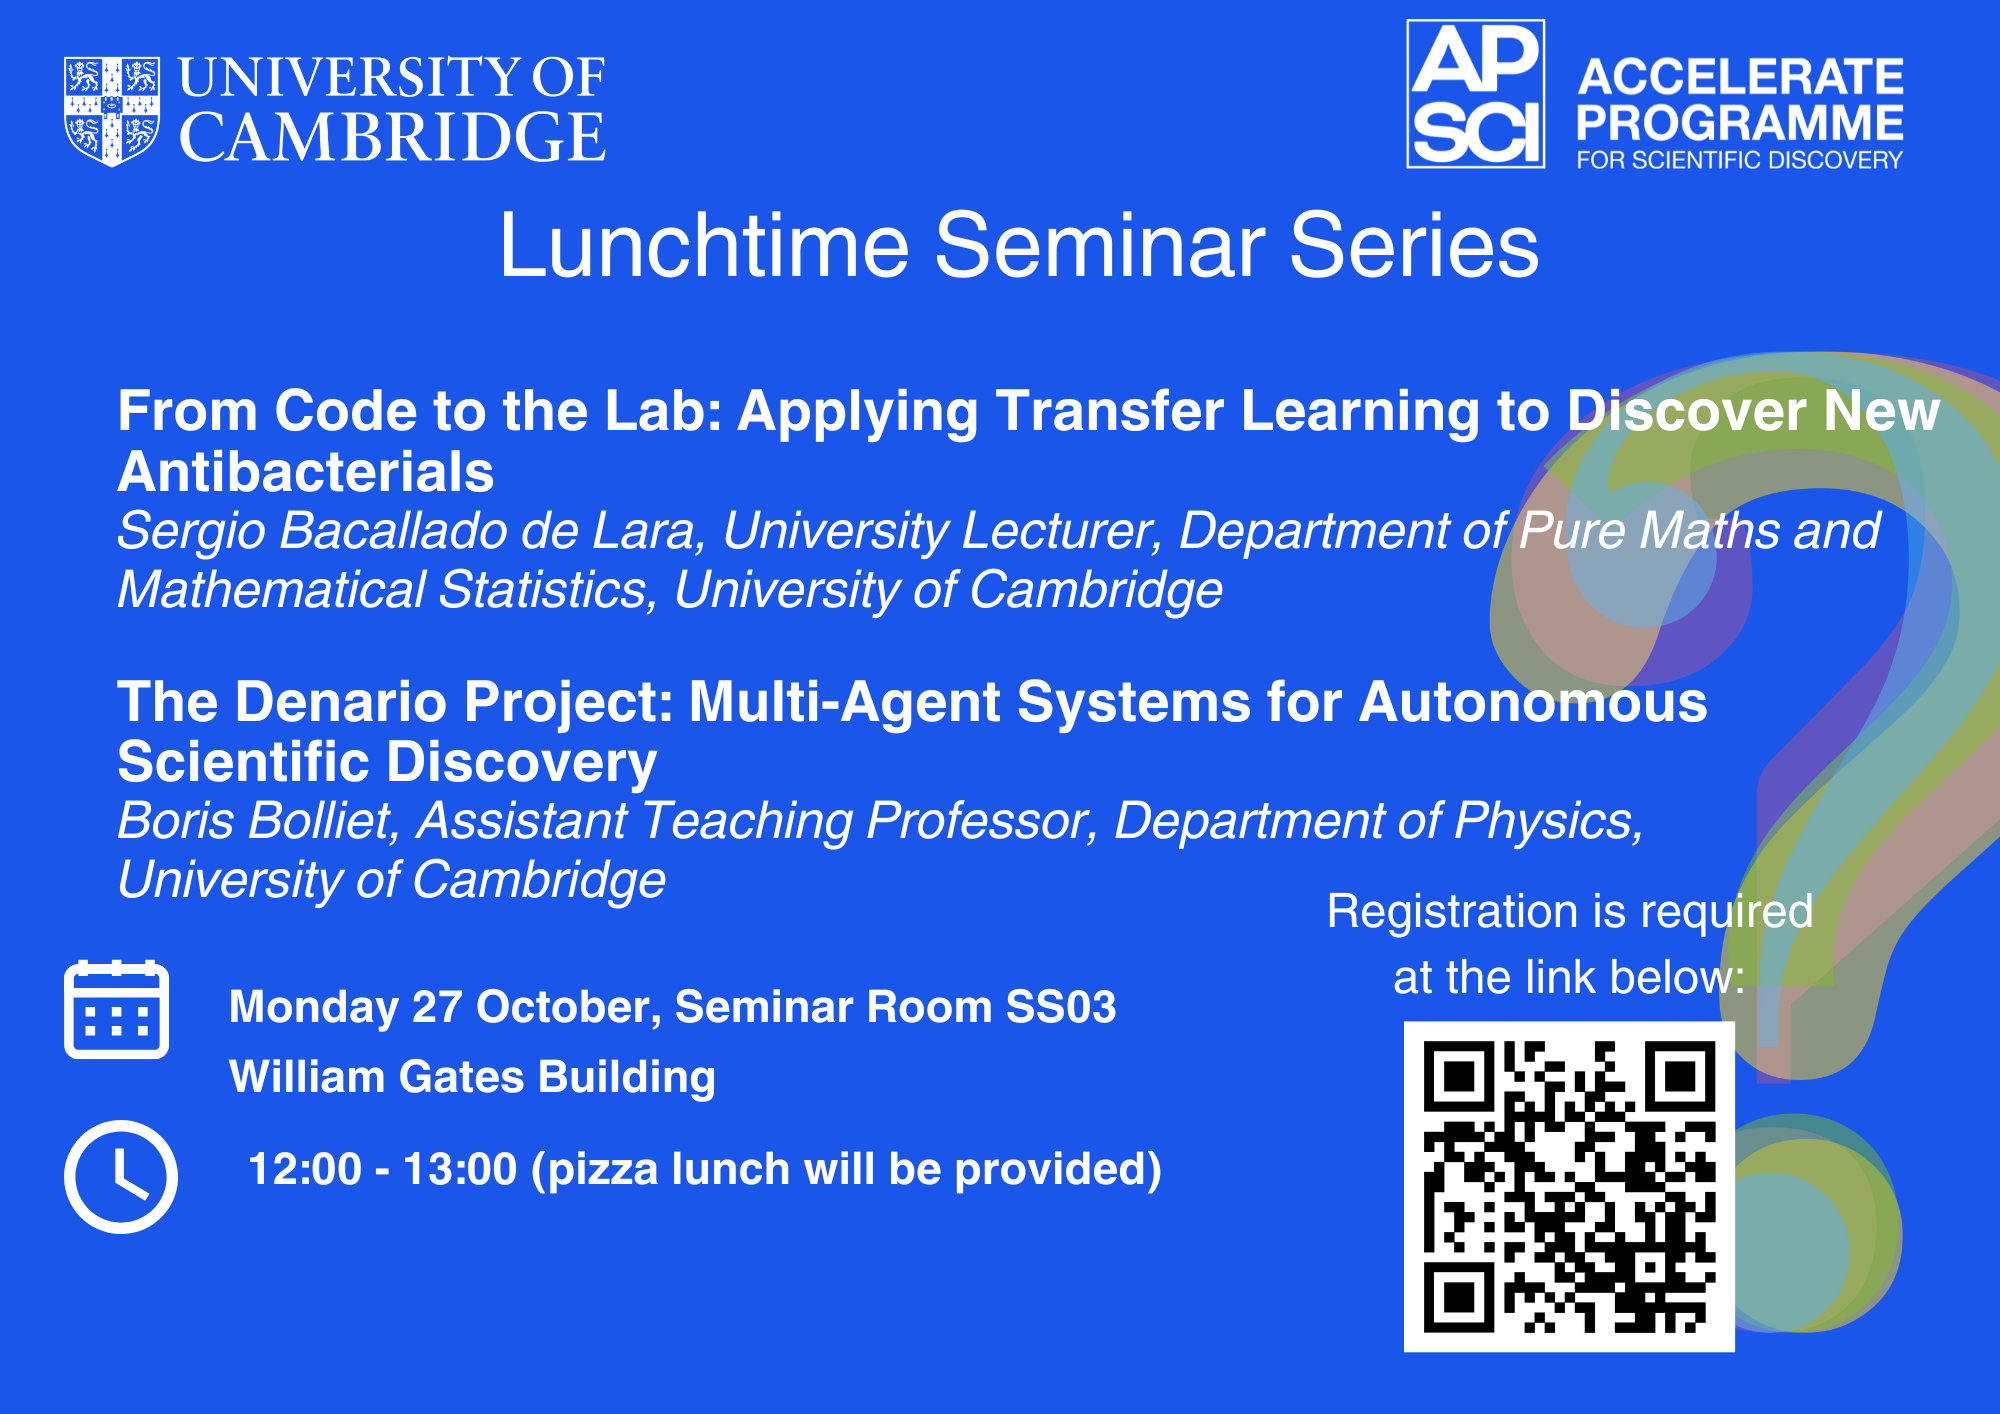 UNIVERSITY OF
CAMBRIDGE
AP
SCI
ACCELERATE
PROGRAMME
FOR SCIENTIFIC DISCOVERY
Lunchtime Seminar Series
From Code to the Lab: Applying Transfer Learning to Discover New
Antibacterials
Sergio Bacallado de Lara, University Lecturer, Department of Pure Maths and
Mathematical Statistics, University of Cambridge
The Denario Project: Multi-Agent Systems for Autonomous
Scientific Discovery
Boris Bolliet, Assistant Teaching Professor, Department of Physics,
University of Cambridge
Registration is required
at the link below:
Monday 27 October, Seminar Room SS03
William Gates Building
12:00 - 13:00 (pizza lunch will be provided)